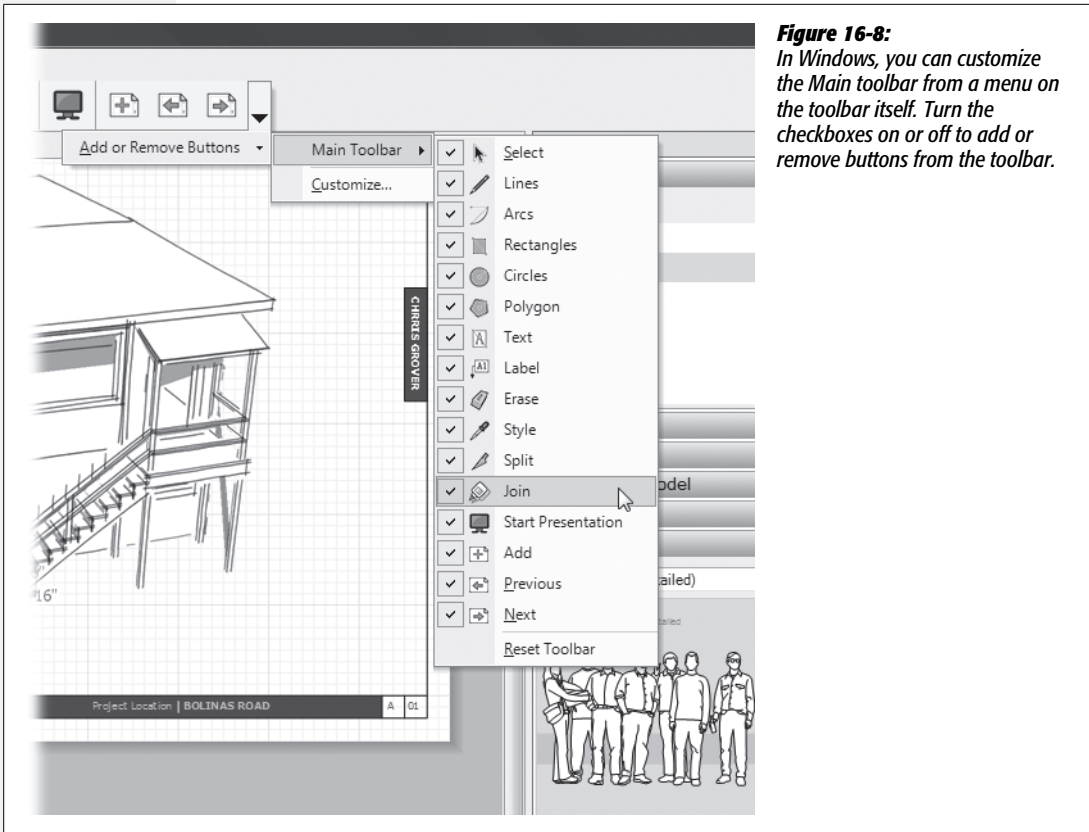 Figure 16-8:
In Windows, you can customize
the Main toolbar from a menu on
the toolbar itself. Turn the
checkboxes on or off to add or
remove buttons from the toolbar.
Add or Remove Buttons
Main Toolbar
Customize...
Select
Lines
Arcs
Rectangles
Circles
Polygon
Text
Label
Erase
Style
Split
Join
Start Presentation
Add
Previous
Next
Reset Toolbar
CHRRIS GROVER
odel
ailed)
tailed
16"
Project Location | BOLINAS ROAD
A 01